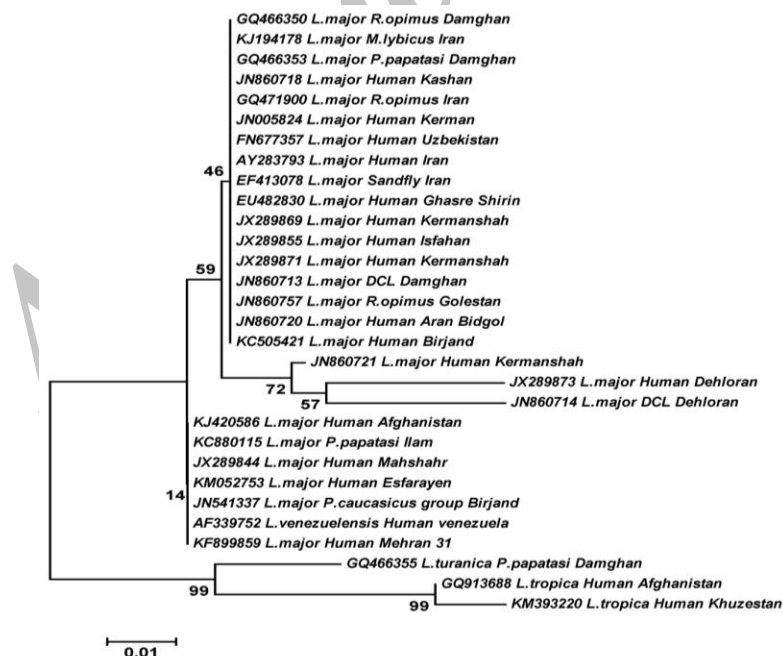 GQ466350 L.major R.opimus Damghan
KJ194178 L.major M.lybicus Iran
GQ466353 L.major P.papatasi Damghan
JN860718 L.major Human Kashan
GQ471900 L.major R.opimus Iran
JN005824 L.major Human Kerman
FN677357 L.major Human Uzbekistan
AY283793 L.major Human Iran
46
EF413078 L.major Sandfly Iran
EU482830 L.major Human Ghasre Shirin
JX289869 L.major Human Kermanshah
JX289855 L.major Human Isfahan
JX289871 L.major Human Kermanshah
59
JN860713 L.major DCL Damghan
JN860757 L.major R.opimus Golestan
JN860720 L.major Human Aran Bidgol
KC505421 L.major Human Birjand
JN860721 L.major Human Kermanshah
72
JX289873 L.major Human Dehloran
57
JN860714 L.major DCL Dehloran
KJ420586 L.major Human Afghanistan
KC880115 L.major P.papatasi Ilam
JX289844 L.major Human Mahshahr
KM052753 L.major Human Esfarayen
14
JN541337 L.major P.caucasicus group Birjand
AF339752 L.venezuelensis Human venezuela
KF899859 L.major Human Mehran 31
GQ466355 L.turanica P.papatasi Damghan
99
GQ913688 L.tropica Human Afghanistan
99
KM393220 L.tropica Human Khuzestan
0.01